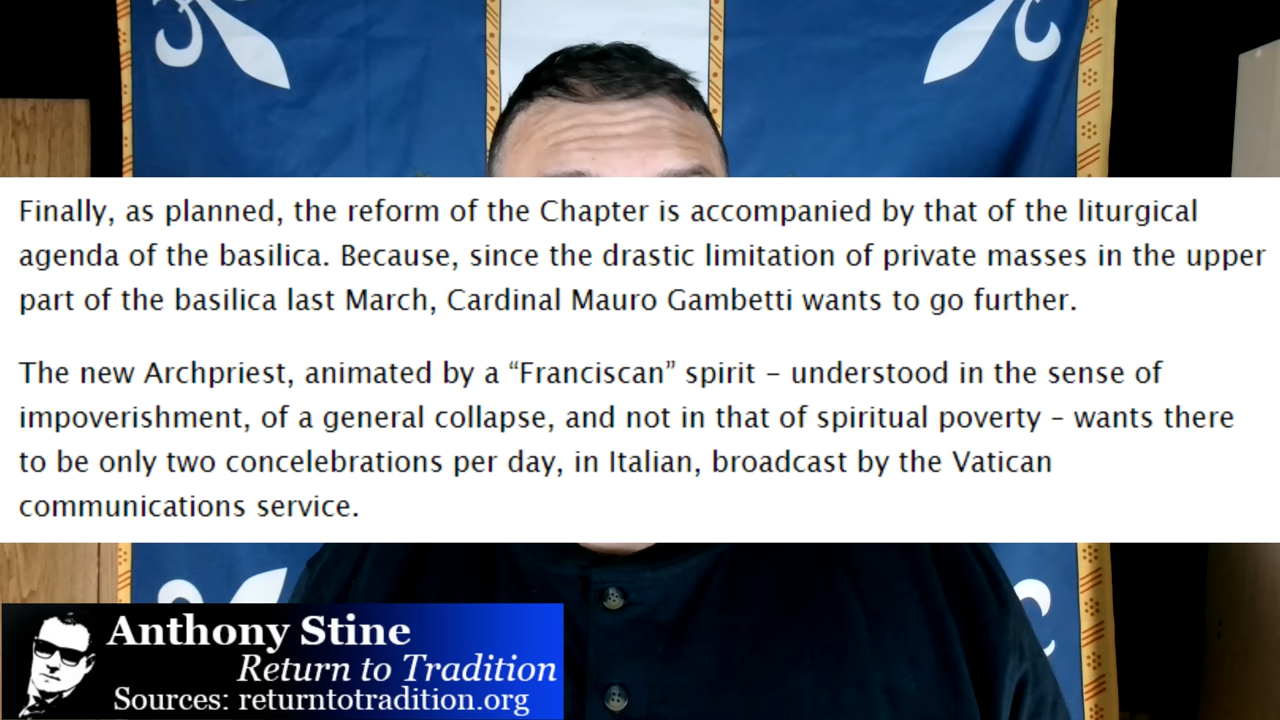 Finally, as planned, the reform of the Chapter is accompanied by that of the liturgical
agenda of the basilica. Because, since the drastic limitation of private masses in the upper
part of the basilica last March, Cardinal Mauro Gambetti wants to go further.
The new Archpriest, animated by a “Franciscan” spirit – understood in the sense of
impoverishment, of a general collapse, and not in that of spiritual poverty – wants there
to be only two concelebrations per day, in Italian, broadcast by the Vatican
communications service.
Anthony Stine
Return to Tradition
Sources: returntotradition.org